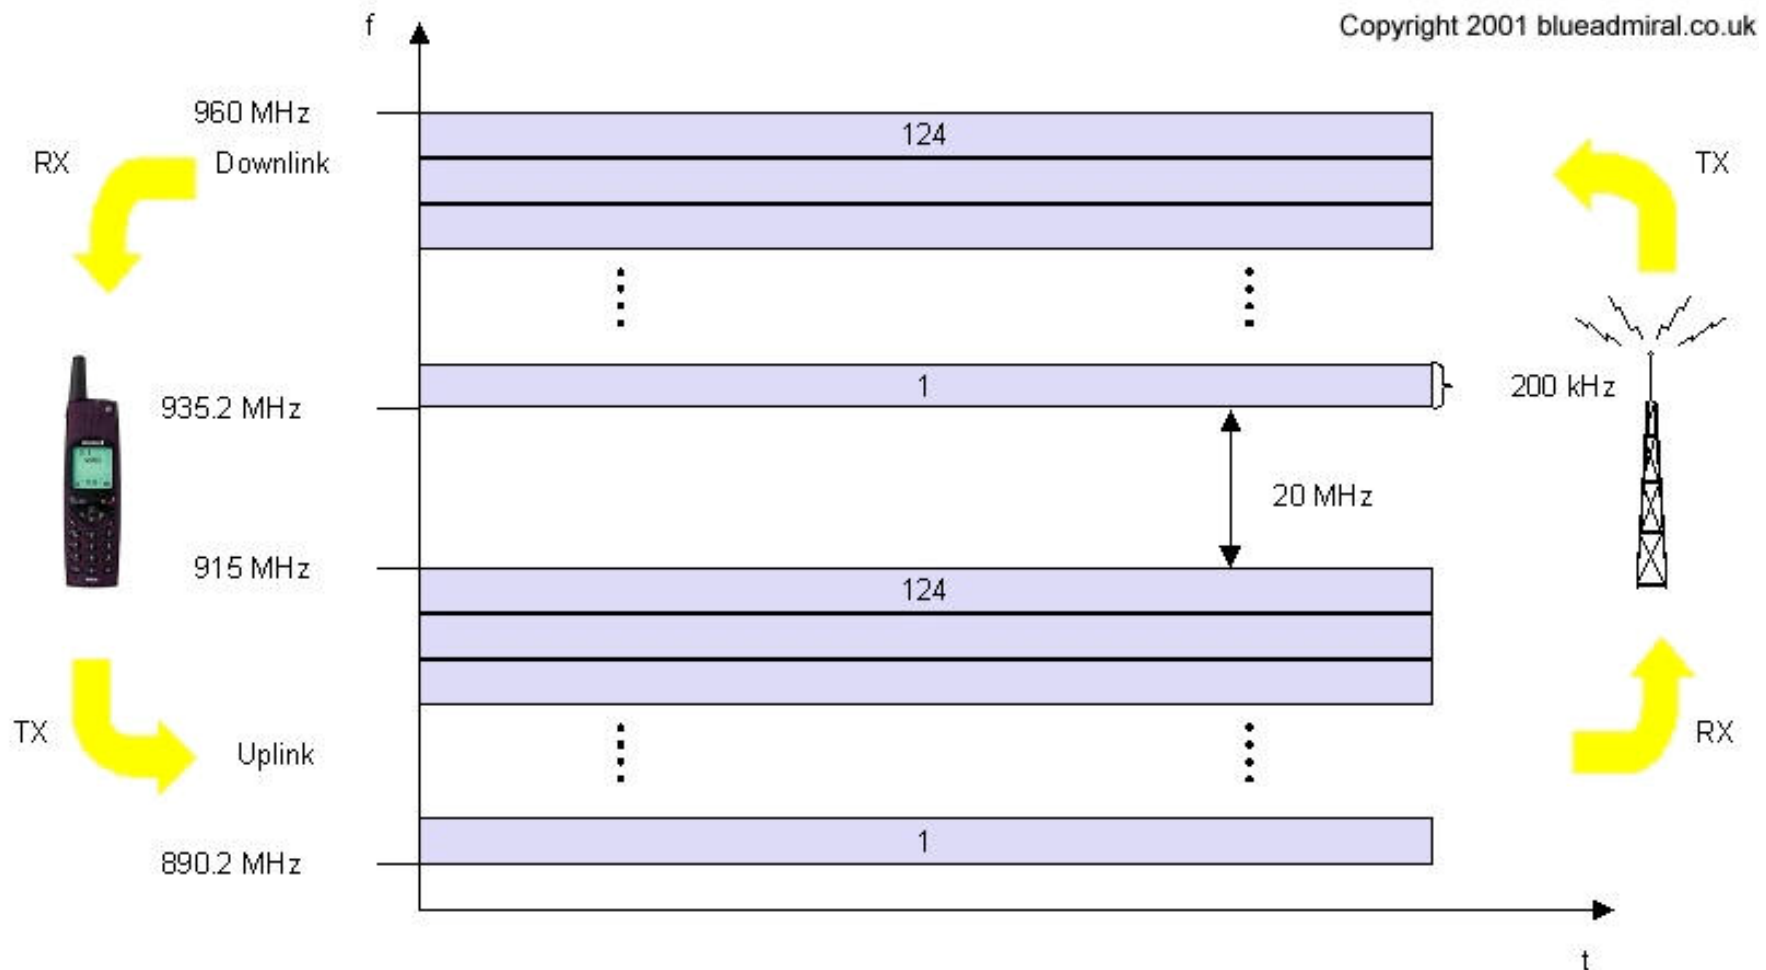 f
Copyright 2001 blueadmiral.co.uk
960 MHz
124
RX
Downlink
TX
1
200 kHz
935.2 MHz
20 MHz
915 MHz
124
TX
Uplink
RX
1
890.2 MHz
t